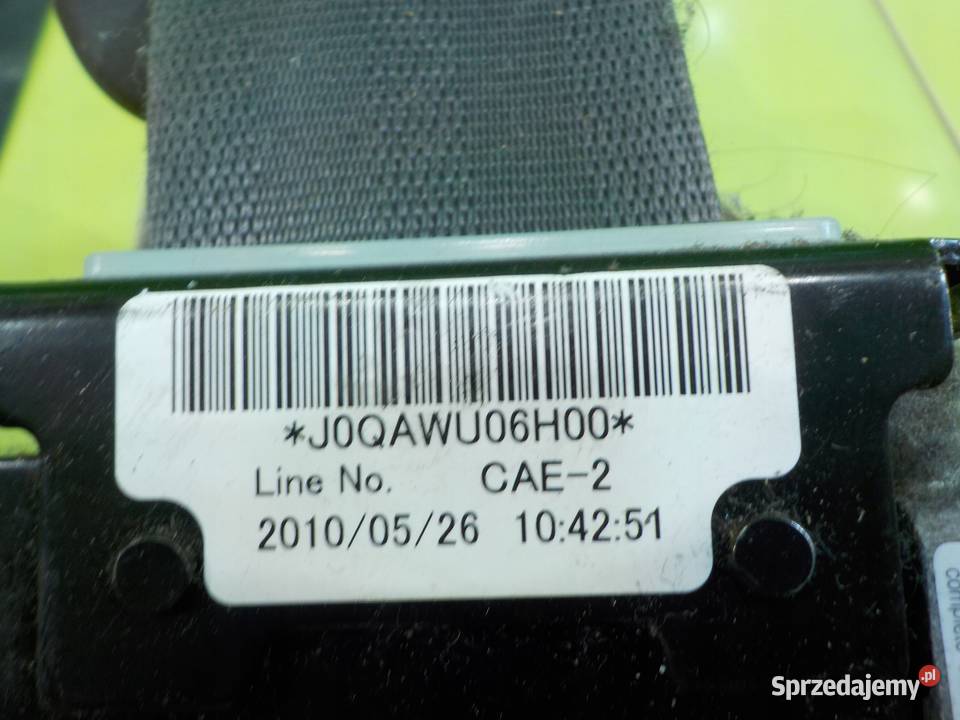 *J0QAWU06H00*
Line No. CAE-2
2010/05/26 10:42:51
Sprzedajemy.pl